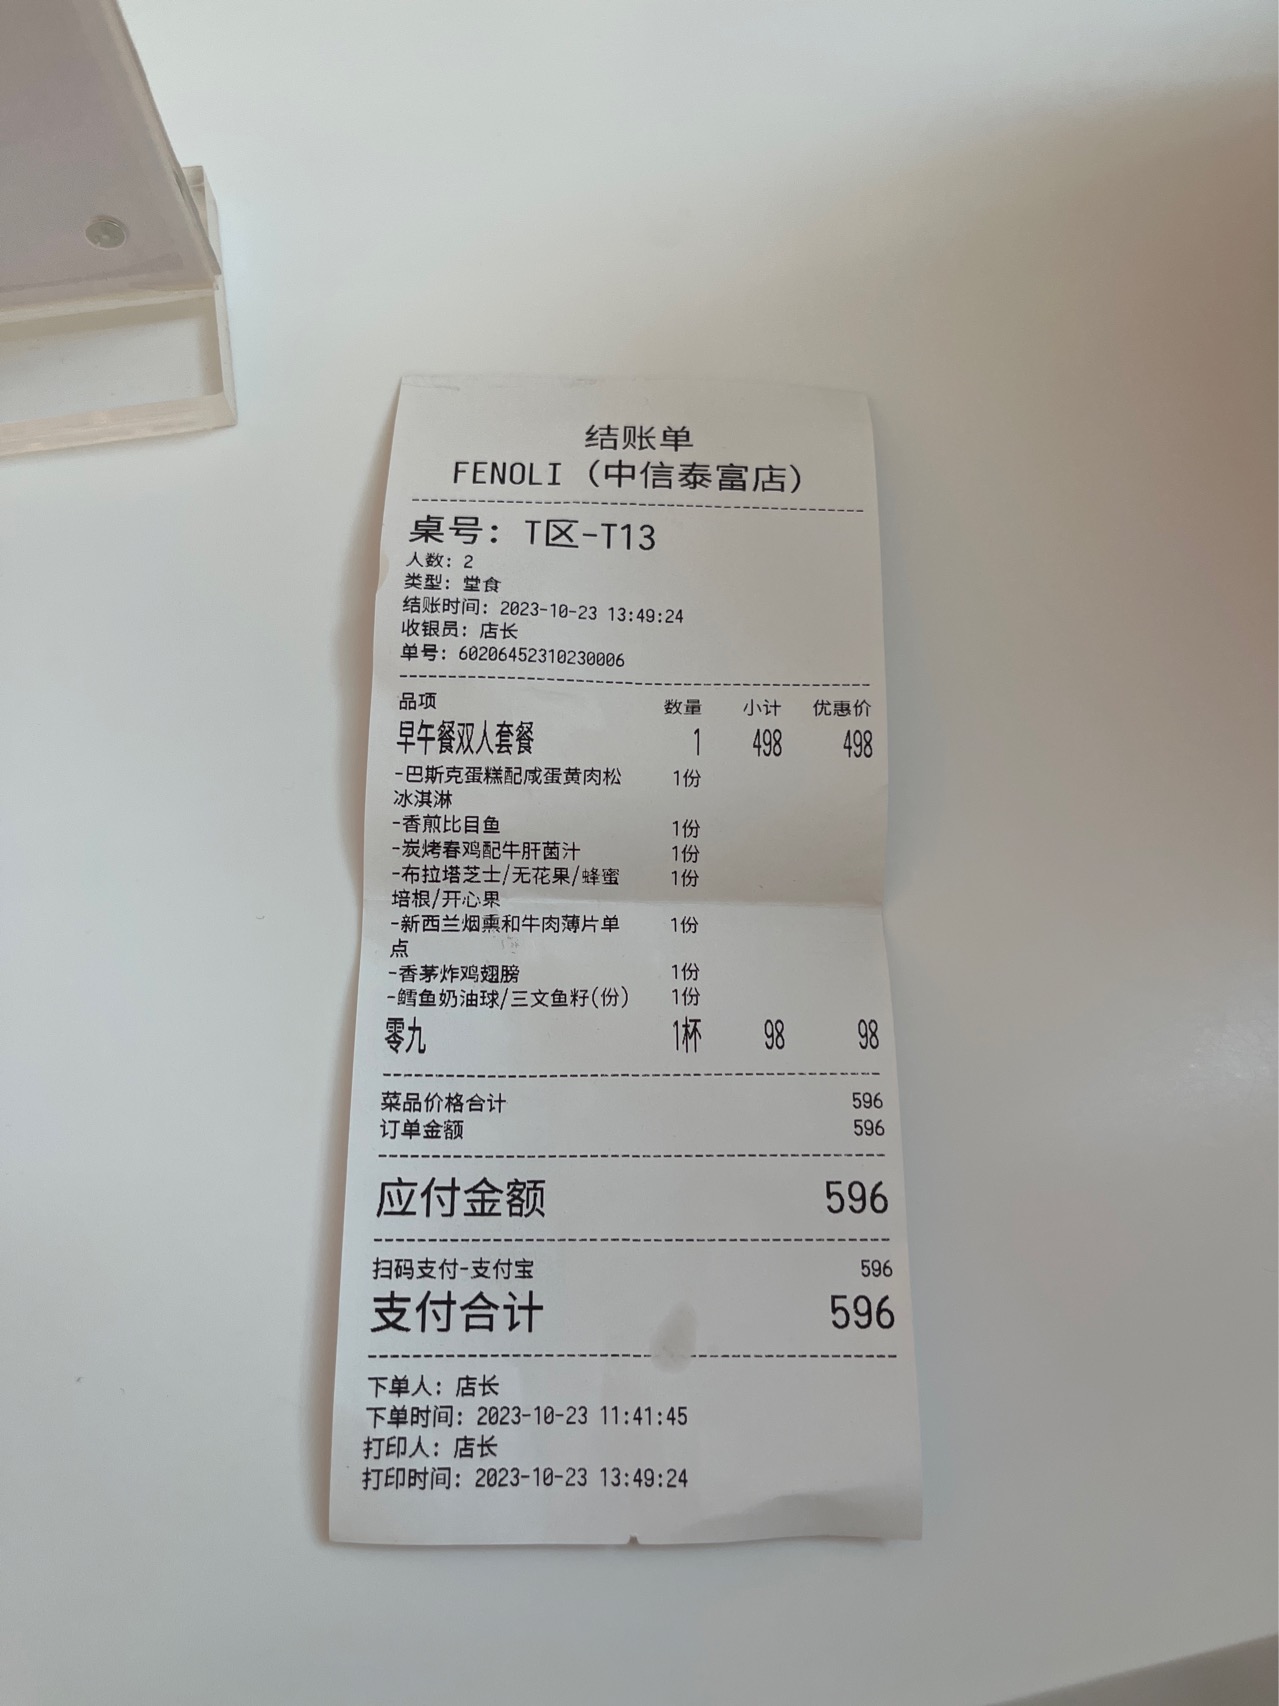 结账单
FENOLI（中信泰富店）
桌号：T区-T13
人数：2
类型：堂食
结账时间：2023-10-23 13:49:24
收银员：店长
单号：60206452310230006
品项 数量 小计 优惠价
早午餐双人套餐 1 498 498
-巴斯克蛋糕配咸蛋黄肉松 1份
冰淇淋
-香煎比目鱼 1份
-炭烤春鸡配牛肝菌汁 1份
-布拉塔芝士/无花果/蜂蜜 1份
培根/开心果
-新西兰烟熏和牛肉薄片单 1份
点
-香茅炸鸡翅膀 1份
-鳕鱼奶油球/三文鱼籽(份) 1份
零九 1杯 98 98
菜品价格合计 596
订单金额 596
应付金额 596
扫码支付-支付宝 596
支付合计 596
下单人：店长
下单时间：2023-10-23 11:41:45
打印人：店长
打印时间：2023-10-23 13:49:24